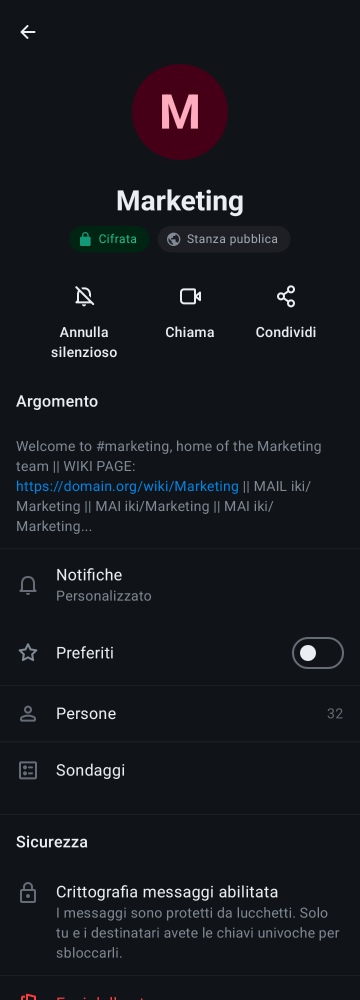 M
Marketing
Cifrata
Stanza pubblica
Annulla
silenzioso
Chiama
Condividi
Argomento
Welcome to #marketing, home of the Marketing
team || WIKI PAGE:
https://domain.org/wiki/Marketing || MAIL iki/
Marketing || MAI iki/Marketing || MAI iki/
Marketing...
Notifiche
Personalizzato
Preferiti
Persone
32
Sondaggi
Sicurezza
Crittografia messaggi abilitata
I messaggi sono protetti da lucchetti. Solo
tu e i destinatari avete le chiavi univoche per
sbloccarli.